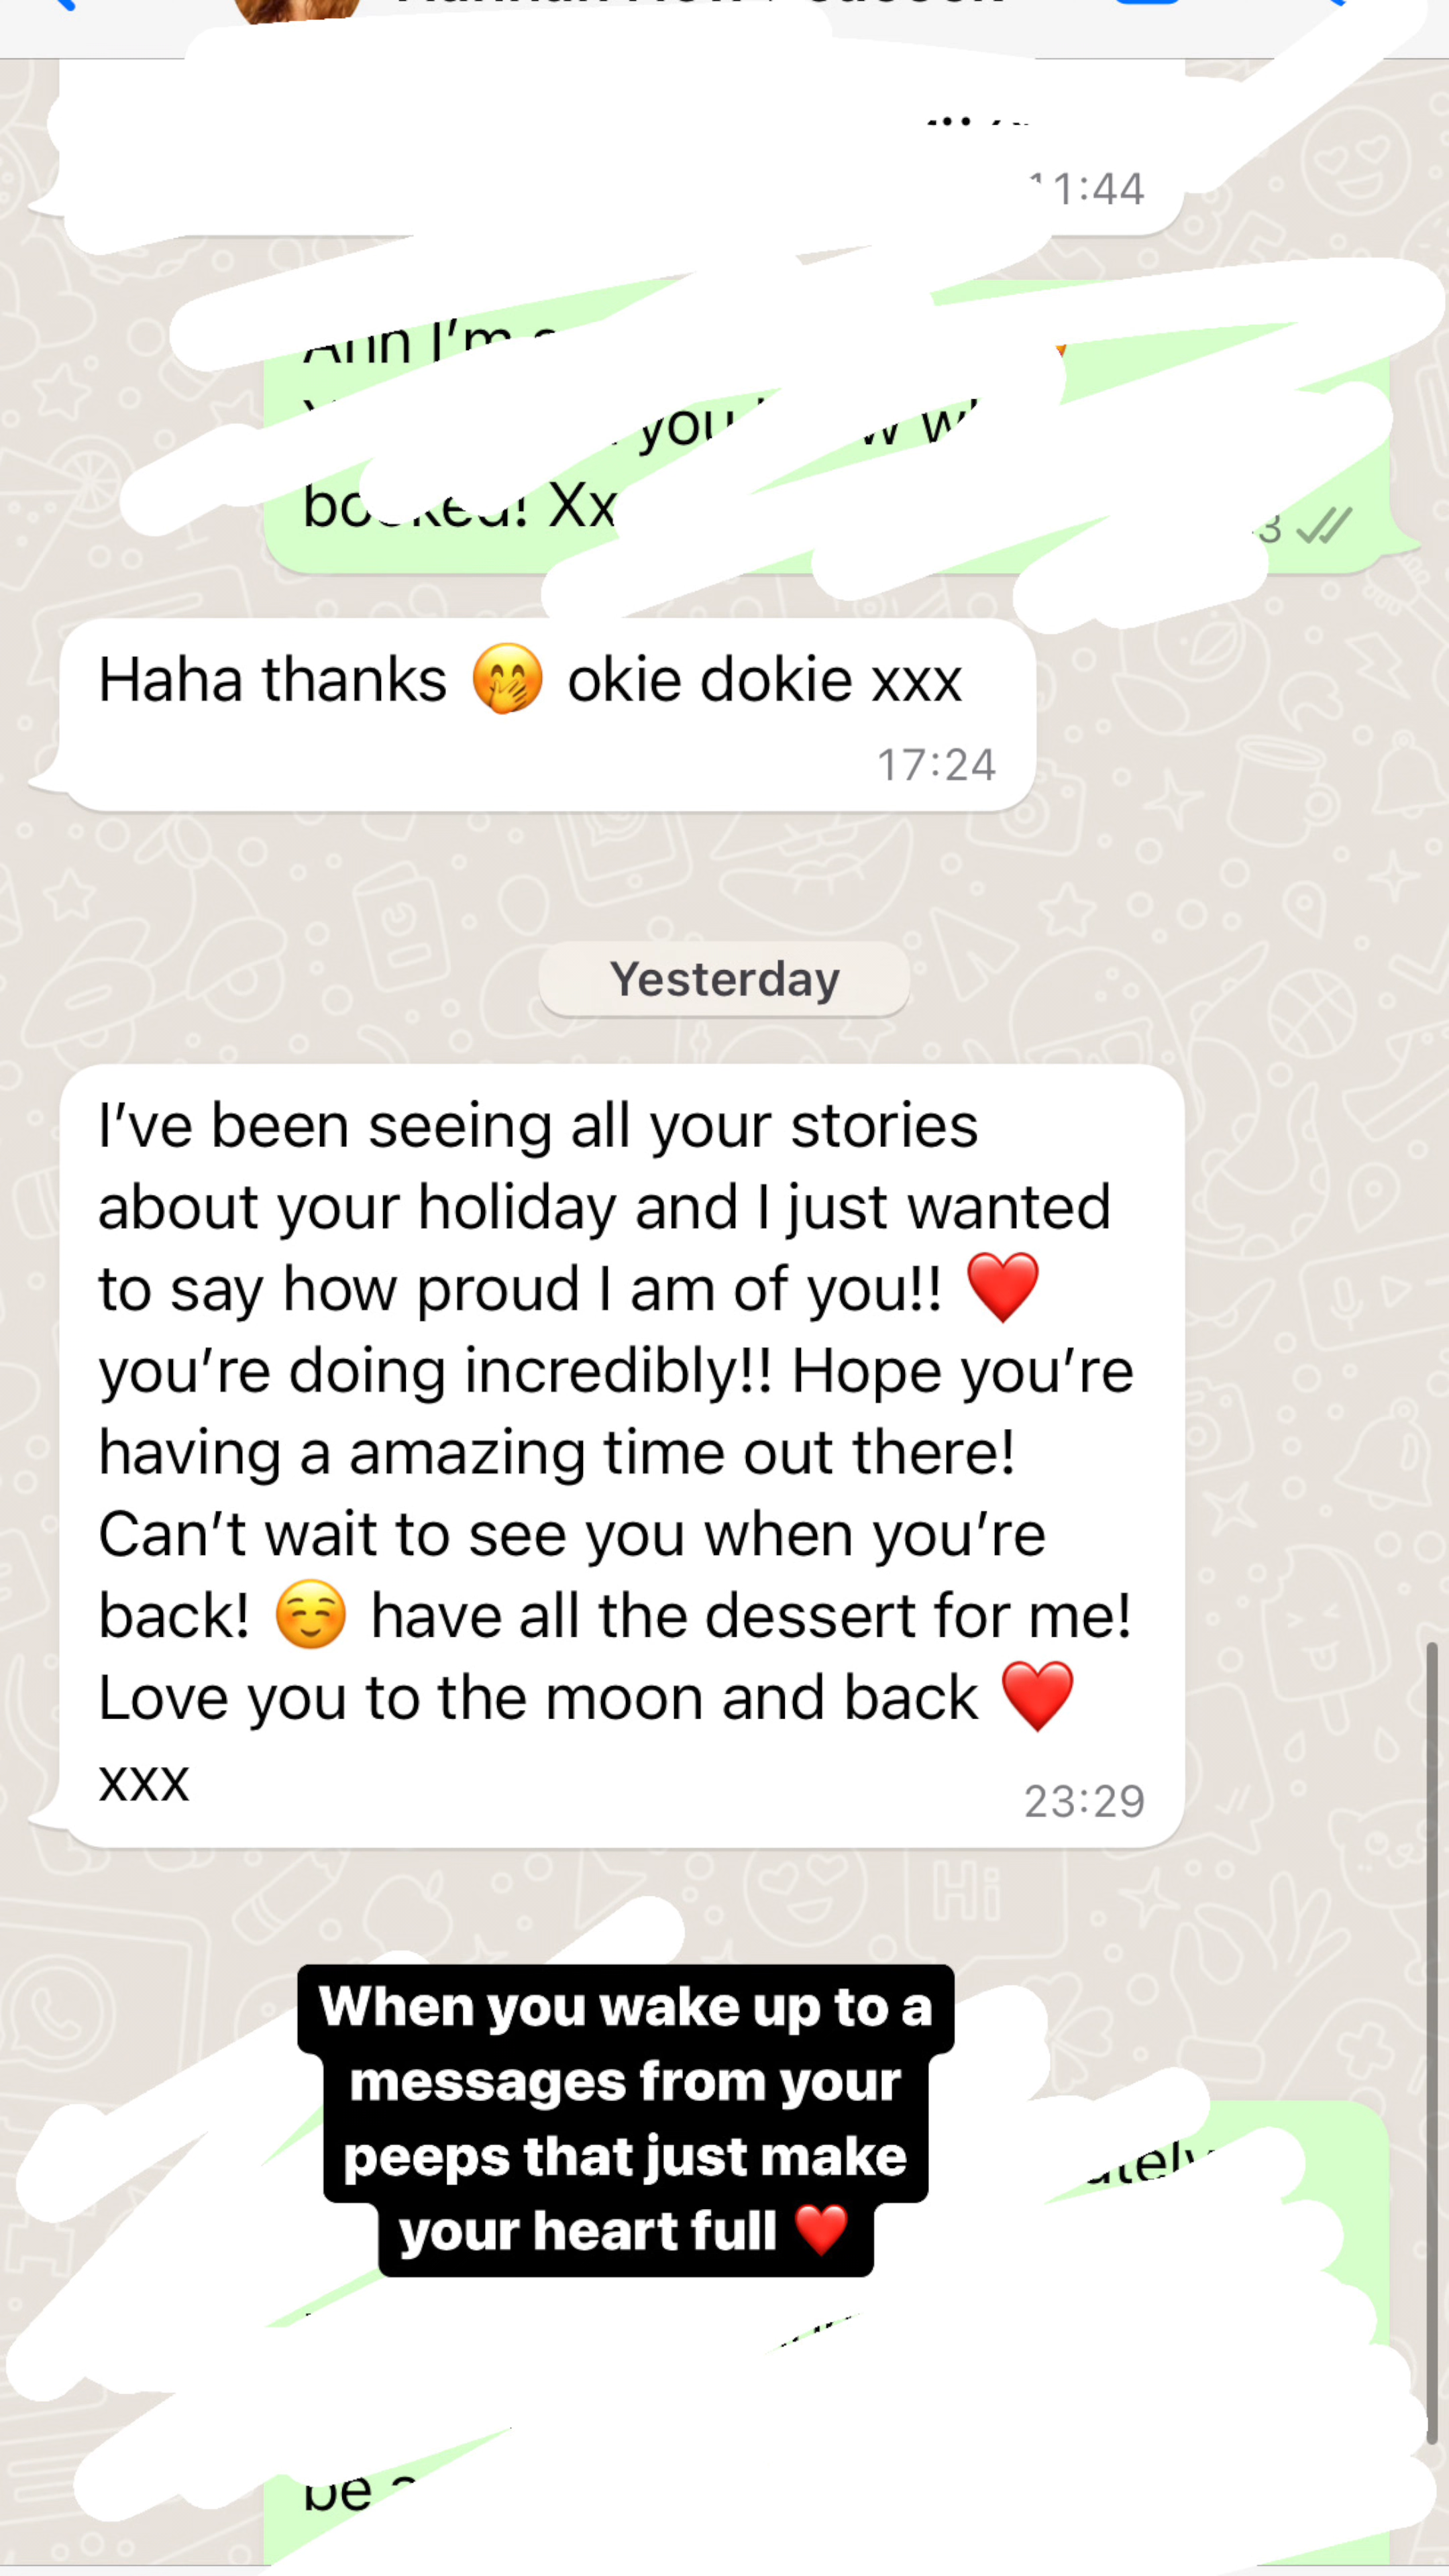 11:44
I'm
you
booked! Xx
Haha thanks 🤭 okie dokie xxx
17:24
Yesterday
I've been seeing all your stories
about your holiday and I just wanted
to say how proud I am of you!! ❤️
you're doing incredibly!! Hope you're
having a amazing time out there!
Can't wait to see you when you're
back! ☺️ have all the dessert for me!
Love you to the moon and back ❤️
xxx
23:29
When you wake up to a
messages from your
peeps that just make
your heart full ❤️
be